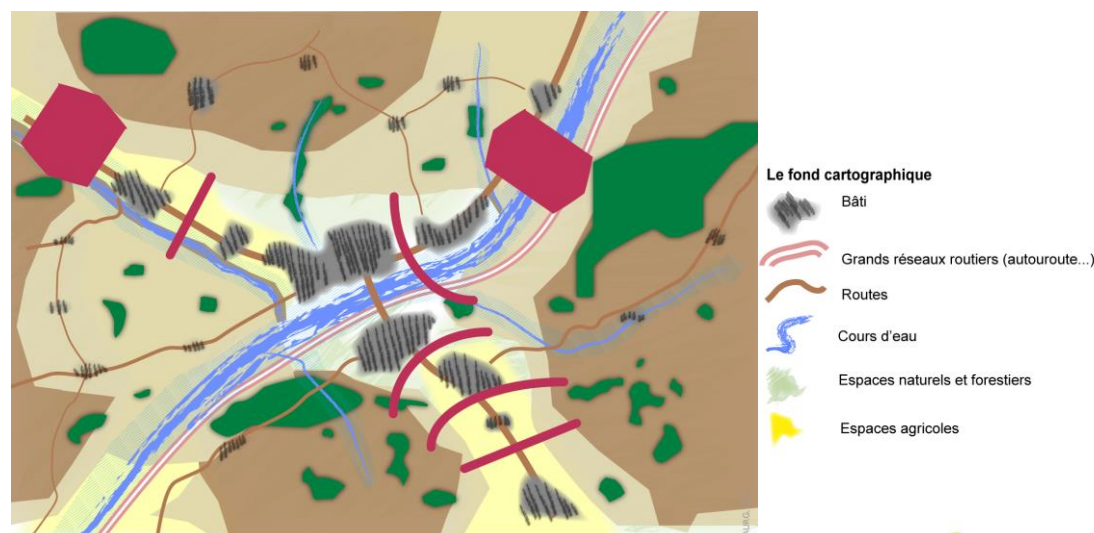 Le fond cartographique
Bâti
Grands réseaux routiers (autouroute...)
Routes
Cours d'eau
Espaces naturels et forestiers
Espaces agricoles